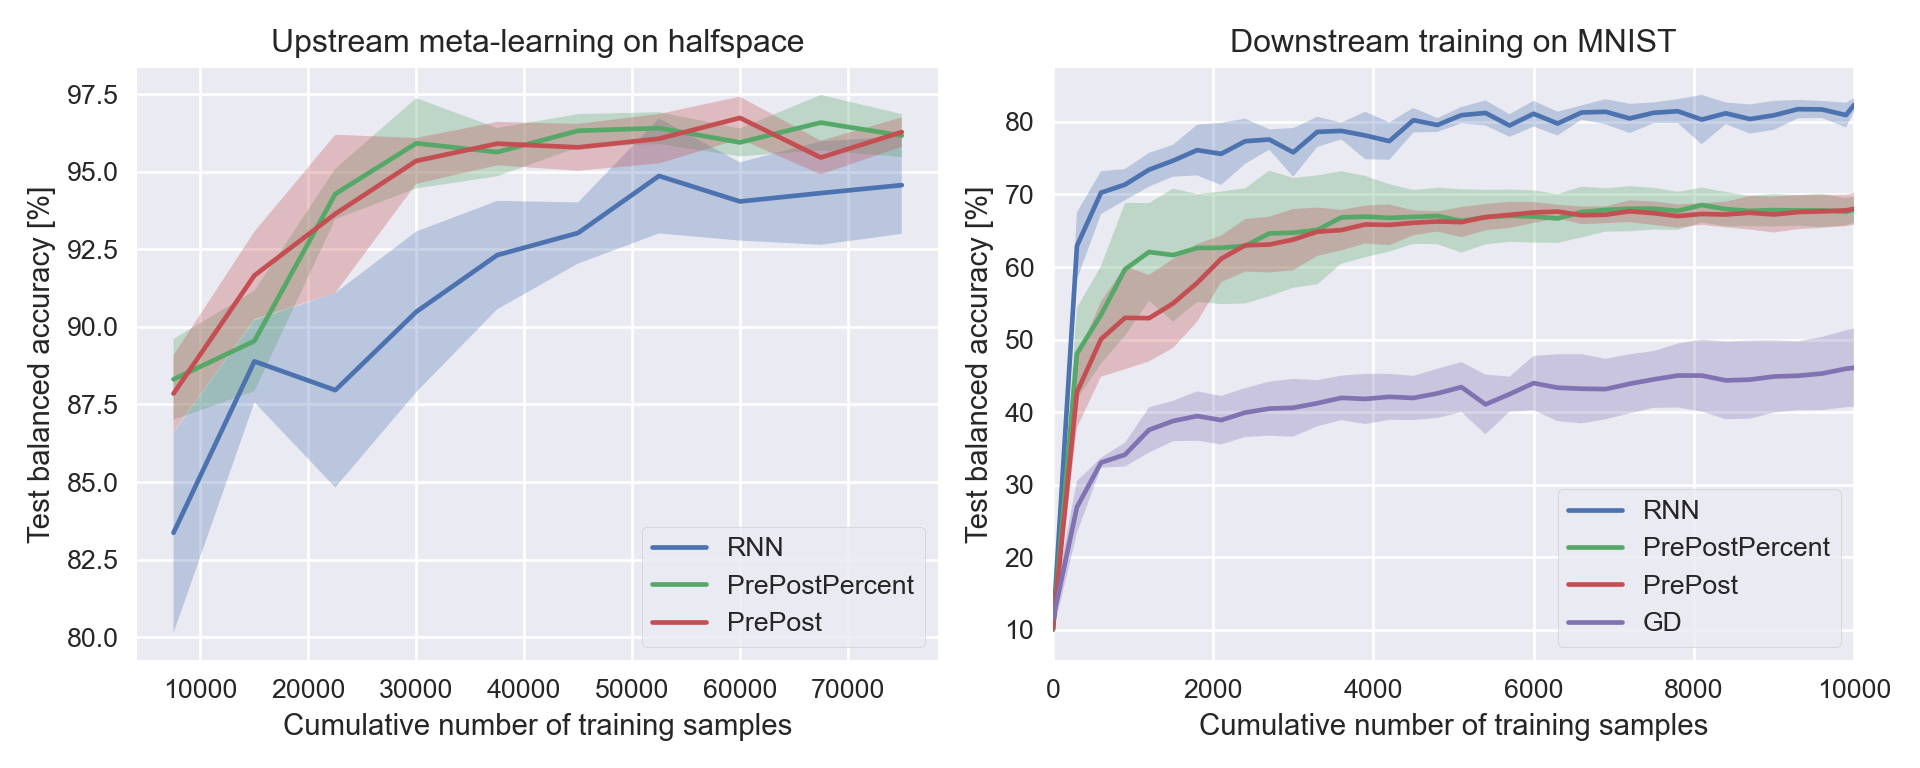 Upstream meta-learning on halfspace
Test balanced accuracy [%]
97.5
95.0
92.5
90.0
87.5
85.0
82.5
80.0
RNN
PrePostPercent
PrePost
10000 20000 30000 40000 50000 60000 70000
Cumulative number of training samples
Downstream training on MNIST
Test balanced accuracy [%]
80
70
60
50
40
30
20
10
RNN
PrePostPercent
PrePost
GD
0 2000 4000 6000 8000 10000
Cumulative number of training samples